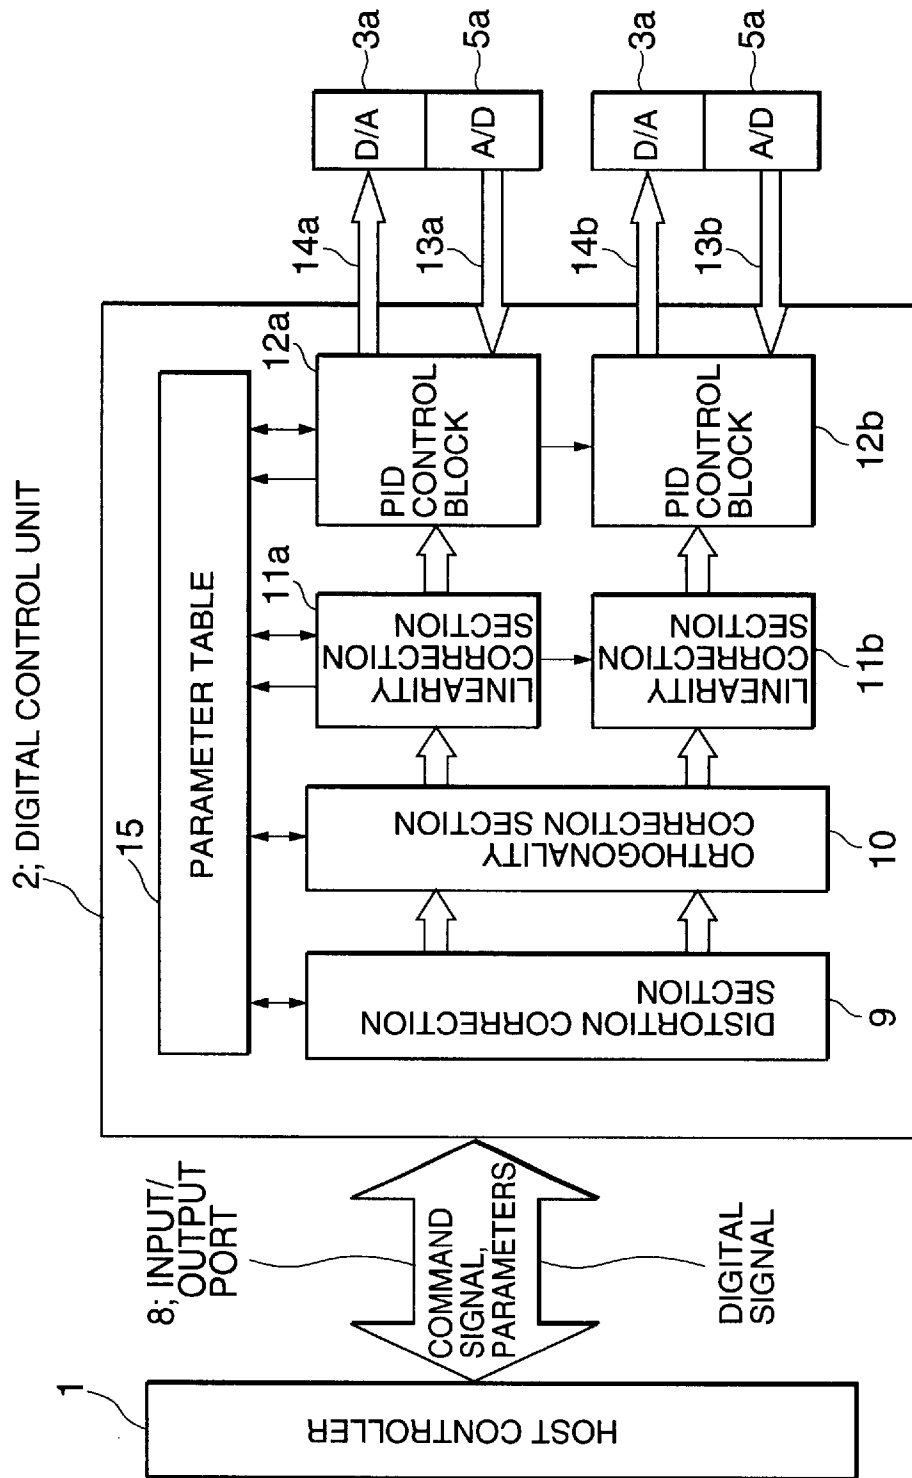 2; DIGITAL CONTROL UNIT
15
PARAMETER TABLE
1
HOST CONTROLLER
8; INPUT/
OUTPUT
PORT
COMMAND
SIGNAL,
PARAMETERS
DIGITAL
SIGNAL
DISTORTION CORRECTION
SECTION
9
ORTHOGONALITY
CORRECTION SECTION
10
11a
LINEARITY
CORRECTION
SECTION
LINEARITY
CORRECTION
SECTION
11b
12a
PID
CONTROL
BLOCK
PID
CONTROL
BLOCK
12b
14a
13a
14b
13b
D/A
3a
A/D
5a
D/A
3a
A/D
5a